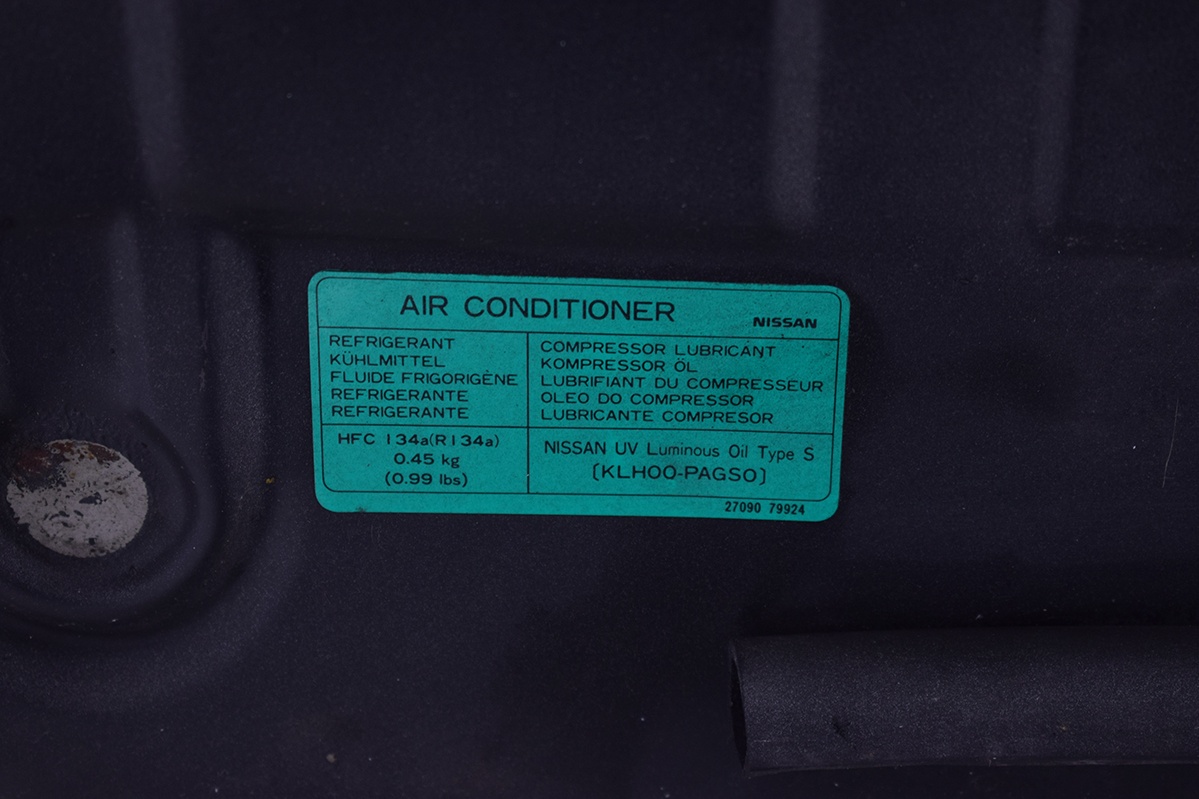 AIR CONDITIONER
NISSAN
REFRIGERANT
KÜHLMITTEL
FLUIDE FRIGORIGÈNE
REFRIGERANTE
REFRIGERANTE
COMPRESSOR LUBRICANT
KOMPRESSOR ÖL
LUBRIFIANT DU COMPRESSEUR
OLEO DO COMPRESSOR
LUBRICANTE COMPRESOR
HFC 134a(R134a)
0.45 kg
(0.99 lbs)
NISSAN UV Luminous Oil Type S
[KLH00-PAGS0]
27090 79924